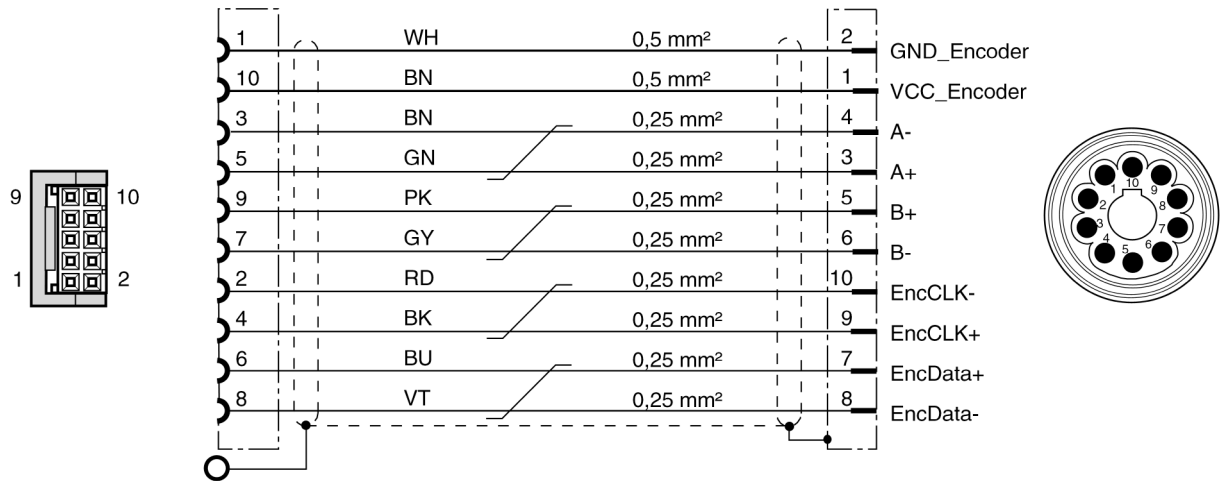 1 WH 0,5 mm² 2 GND_Encoder
10 BN 0,5 mm² 1 VCC_Encoder
3 BN 0,25 mm² 4 A-
5 GN 0,25 mm² 3 A+
9 PK 0,25 mm² 5 B+
7 GY 0,25 mm² 6 B-
2 RD 0,25 mm² 10 EncCLK-
4 BK 0,25 mm² 9 EncCLK+
6 BU 0,25 mm² 7 EncData+
8 VT 0,25 mm² 8 EncData-
9 10
1 2
1 10 9
2 8
3 7
4 5 6